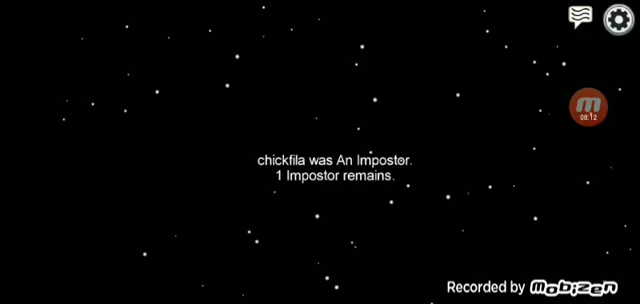 08:12
chickfila was An Impostor.
1 Impostor remains.
Recorded by Mobizen